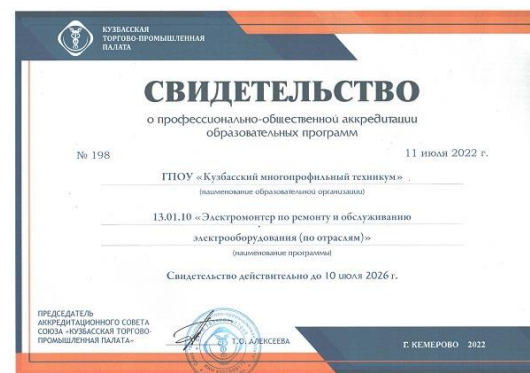 КУЗБАССКАЯ
ТОРГОВО-ПРОМЫШЛЕННАЯ
ПАЛАТА
СВИДЕТЕЛЬСТВО
о профессионально-общественной аккредитации
образовательных программ
№ 198
11 июля 2022 г.
ГПОУ «Кузбасский многопрофильный техникум»
(наименование образовательной организации)
13.01.10 «Электромонтер по ремонту и обслуживанию
электрооборудования (по отраслям)»
(наименование программы)
Свидетельство действительно до 10 июля 2026 г.
ПРЕДСЕДАТЕЛЬ
АККРЕДИТАЦИОННОГО СОВЕТА
СОЮЗА «КУЗБАССКАЯ ТОРГОВО-
ПРОМЫШЛЕННАЯ ПАЛАТА»
Т.О. АЛЕКСЕЕВА
Г. КЕМЕРОВО 2022